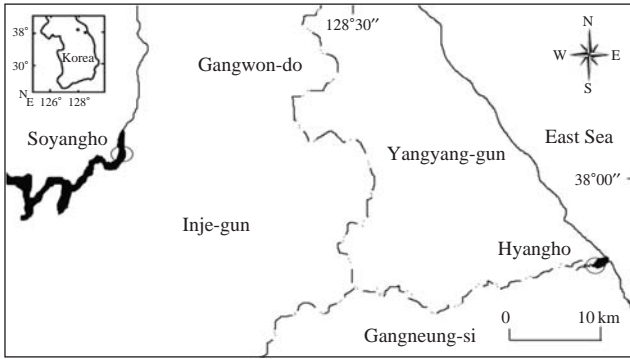 128°30″
38°
Korea
30°
N
E 126° 128°
Gangwon-do
N
W E
S
Soyangho
East Sea
Yangyang-gun
38°00″
Inje-gun
Hyangho
0 10 km
Gangneung-si